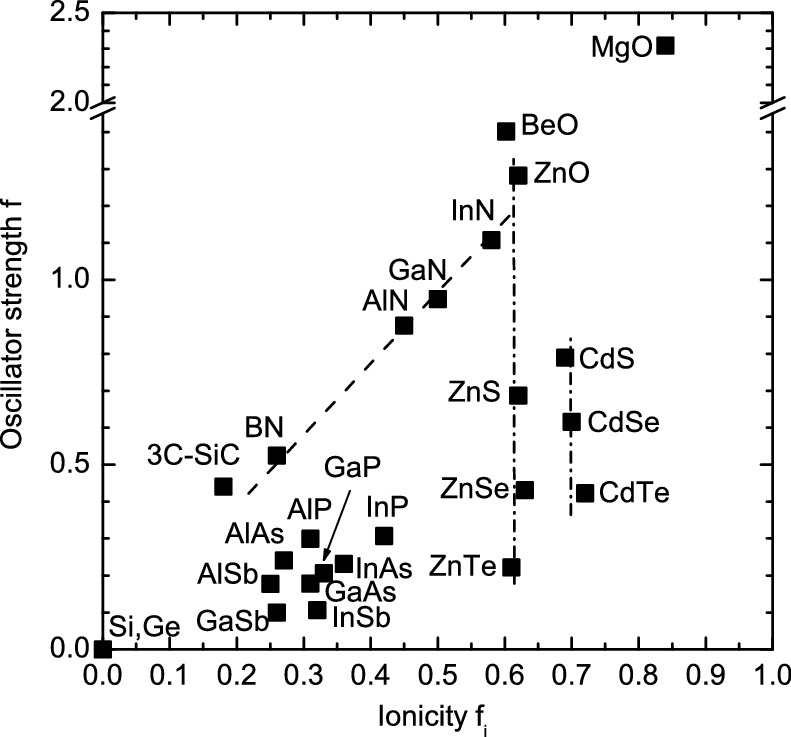 2.5
MgO
2.0
BeO
ZnO
InN
GaN
AlN
1.0
CdS
ZnS
CdSe
BN
3C-SiC
GaP
0.5
ZnSe
CdTe
AlP
InP
AlAs
ZnTe
InAs
AlSb
GaAs
GaSb
InSb
Si,Ge
0.0
0.0 0.1 0.2 0.3 0.4 0.5 0.6 0.7 0.8 0.9 1.0
Ionicity fi
Oscillator strength f